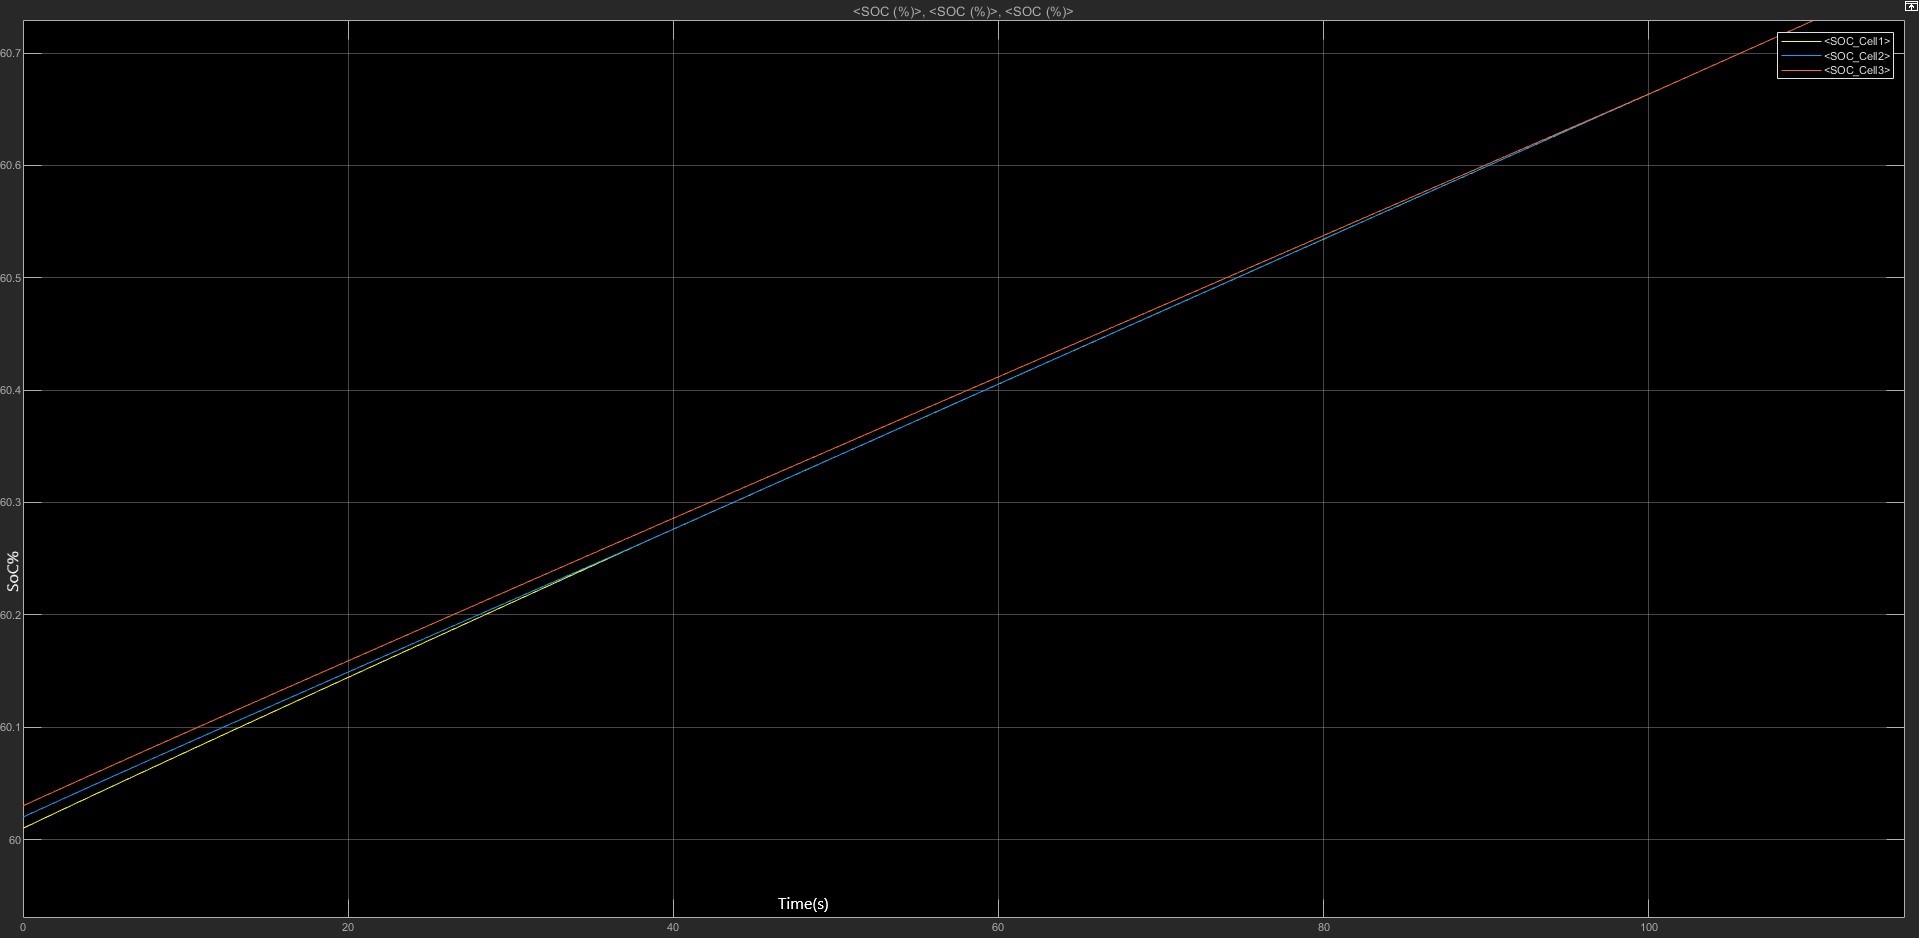 <SOC (%)>, <SOC (%)>, <SOC (%)>
<SOC_Cell1>
<SOC_Cell2>
<SOC_Cell3>
60.7
60.6
60.5
60.4
60.3
60.2
60.1
60
SoC%
Time(s)
0 20 40 60 80 100